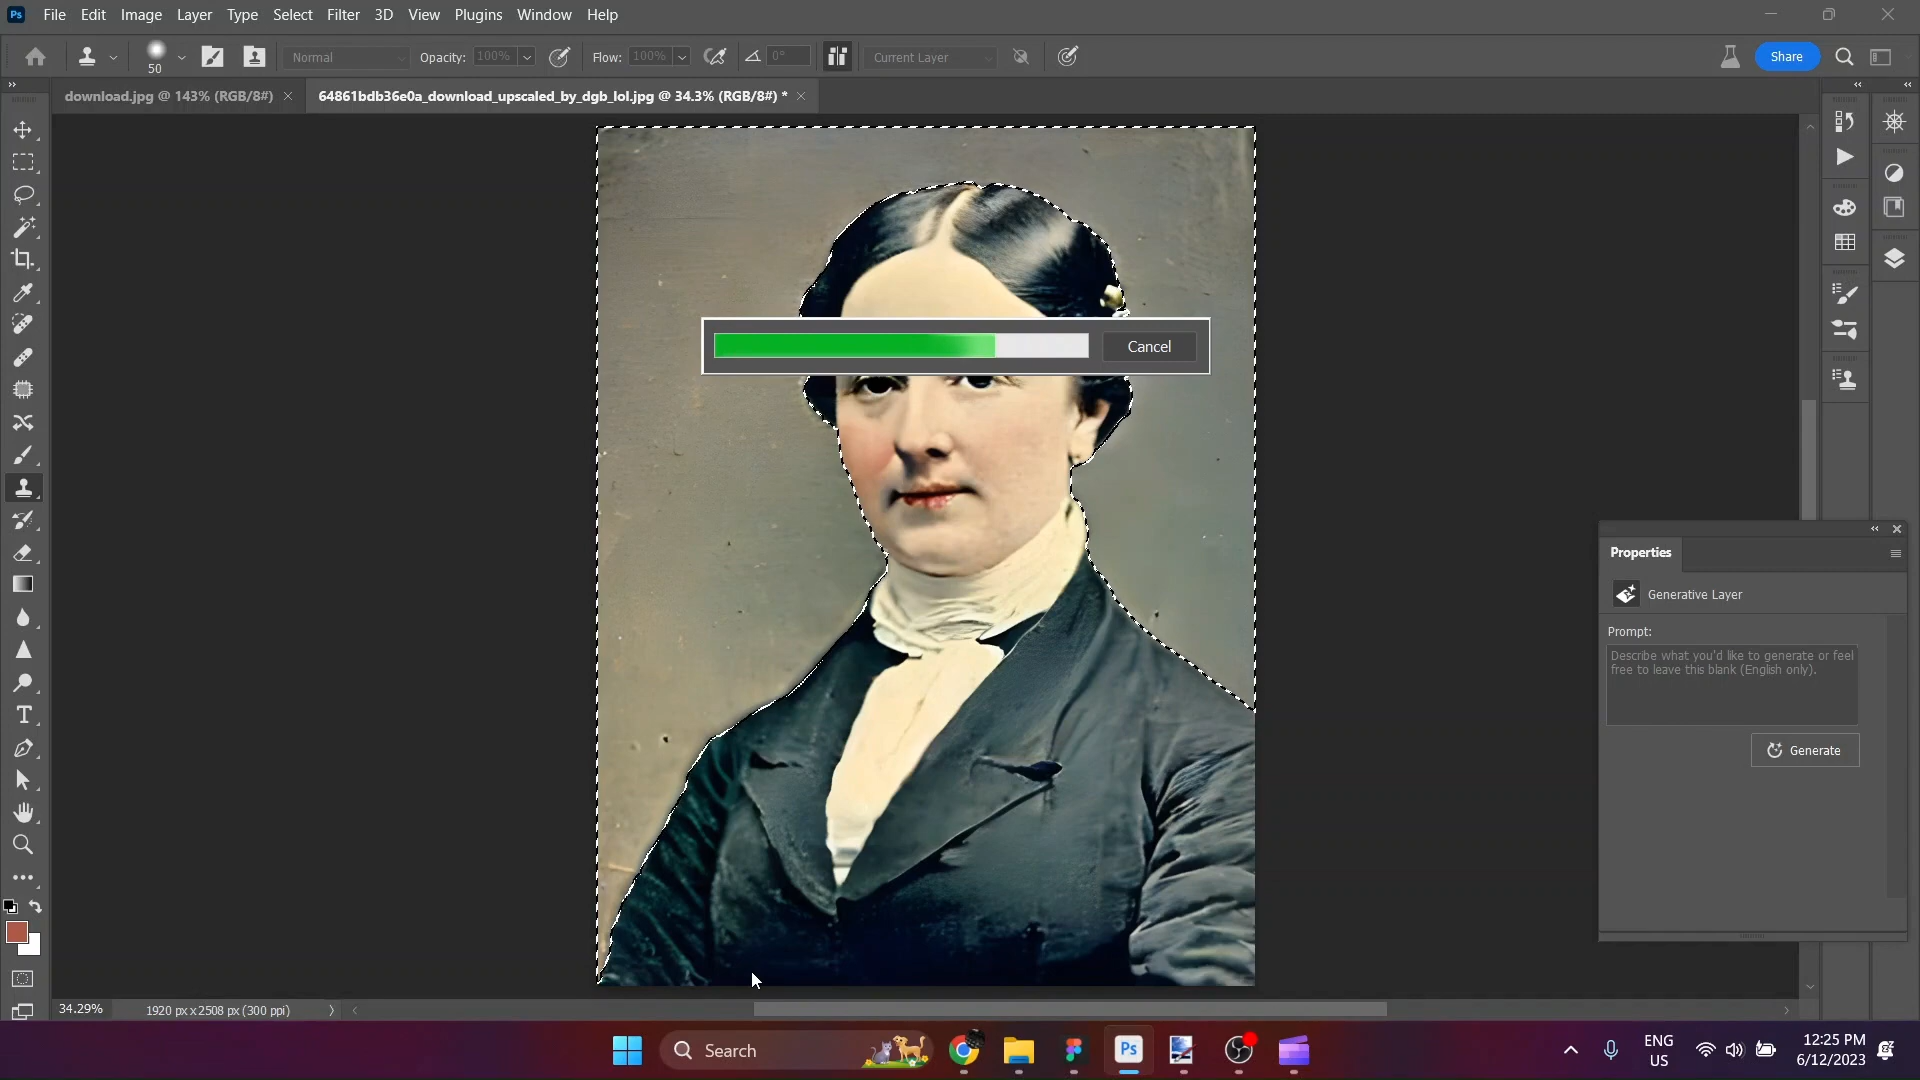 Ps File Edit Image Layer Type Select Filter 3D View Plugins Window Help
50 Normal Opacity: 100% Flow: 100% 0° Current Layer Share
download.jpg @ 143% (RGB/8#) × 64861bdb36e0a_download_upscaled_by_dgb_lol.jpg @ 34.3% (RGB/8#) * ×
Cancel
Properties
Generative Layer
Prompt:
Describe what you'd like to generate or feel
free to leave this blank (English only).
Generate
34.29% 1920 px x 2508 px (300 ppi)
Search
Ps
ENG
US
12:25 PM
6/12/2023